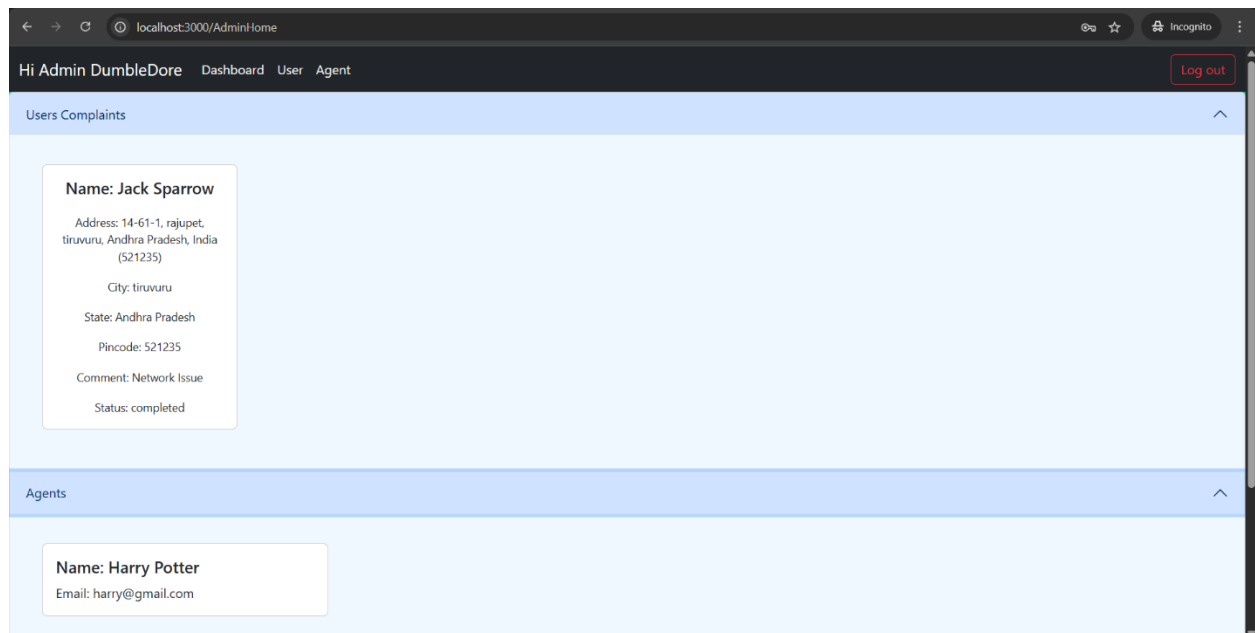 localhost:3000/AdminHome
Incognito
Hi Admin DumbleDore Dashboard User Agent Log out
Users Complaints
Name: Jack Sparrow
Address: 14-61-1, rajupet,
tiruvuru, Andhra Pradesh, India
(521235)
City: tiruvuru
State: Andhra Pradesh
Pincode: 521235
Comment: Network Issue
Status: completed
Agents
Name: Harry Potter
Email: harry@gmail.com